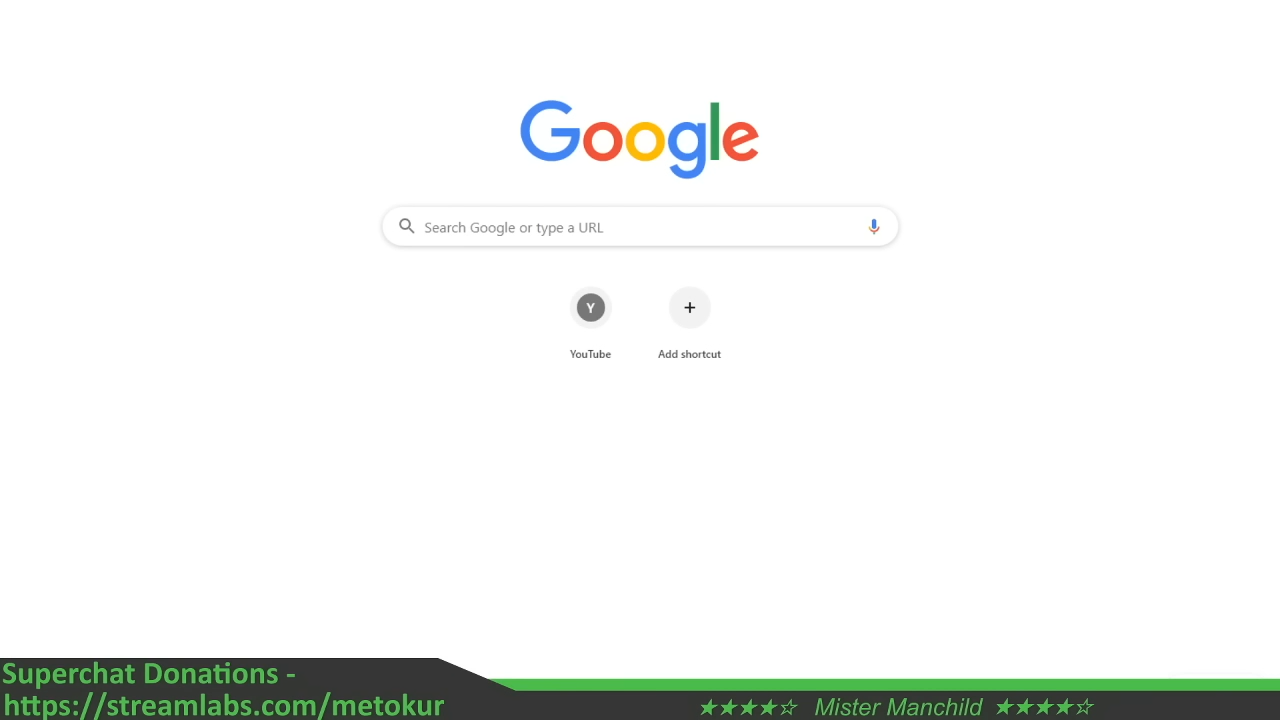 Google
Search Google or type a URL
Y
+
YouTube
Add shortcut
Superchat Donations -
https://streamlabs.com/metokur
★★★★☆ Mister Manchild ★★★★☆